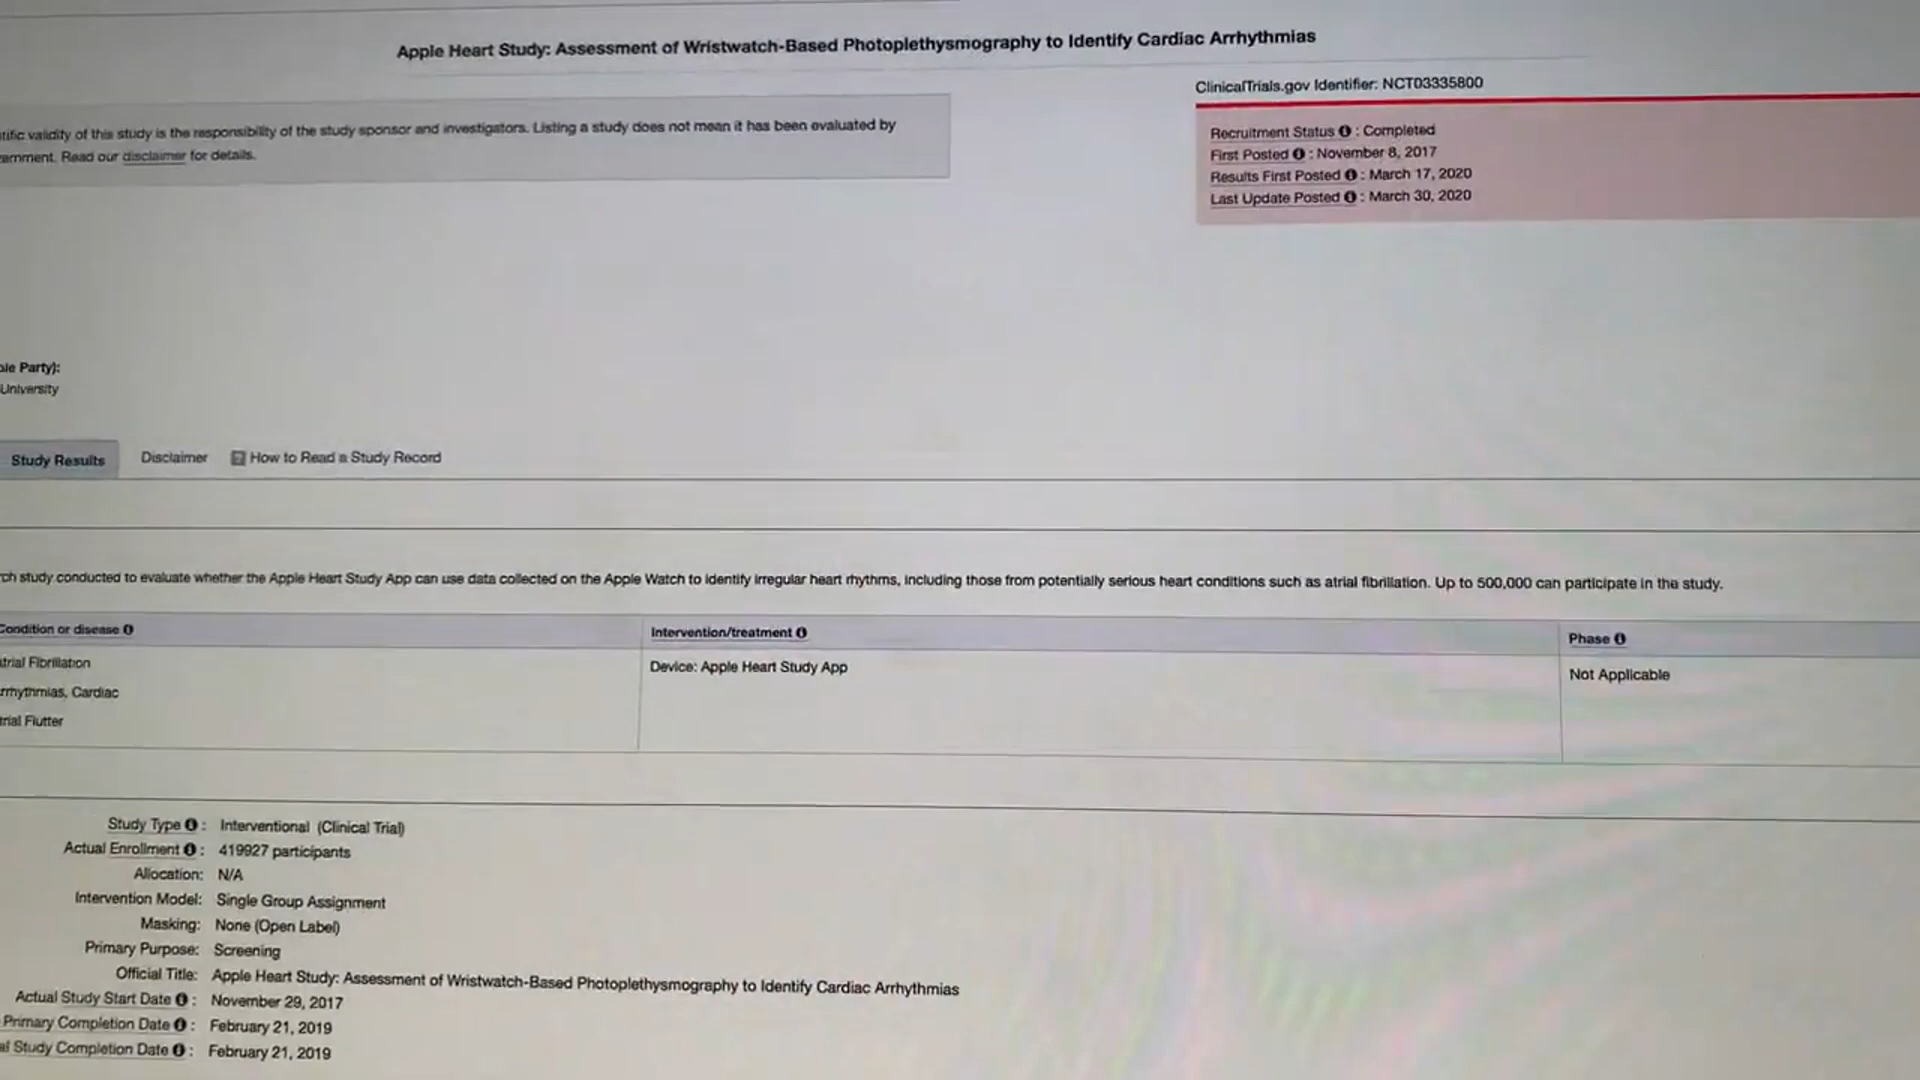 Apple Heart Study: Assessment of Wristwatch-Based Photoplethysmography to Identify Cardiac Arrhythmias
ClinicalTrials.gov Identifier: NCT03335800
tific validity of this study is the responsibility of the study sponsor and investigators. Listing a study does not mean it has been evaluated by
ernment. Read our disclaimer for details.
Recruitment Status : Completed
First Posted : November 8, 2017
Results First Posted : March 17, 2020
Last Update Posted : March 30, 2020
ble Party):
University
Study Results
Disclaimer
How to Read a Study Record
rch study conducted to evaluate whether the Apple Heart Study App can use data collected on the Apple Watch to identify irregular heart rhythms, including those from potentially serious heart conditions such as atrial fibrillation. Up to 500,000 can participate in the study.
Condition or disease
Intervention/treatment
Phase
trial Fibrillation
Device: Apple Heart Study App
Not Applicable
rrhythmias, Cardiac
trial Flutter
Study Type : Interventional (Clinical Trial)
Actual Enrollment : 419927 participants
Allocation: N/A
Intervention Model: Single Group Assignment
Masking: None (Open Label)
Primary Purpose: Screening
Official Title: Apple Heart Study: Assessment of Wristwatch-Based Photoplethysmography to Identify Cardiac Arrhythmias
Actual Study Start Date : November 29, 2017
Primary Completion Date : February 21, 2019
al Study Completion Date : February 21, 2019